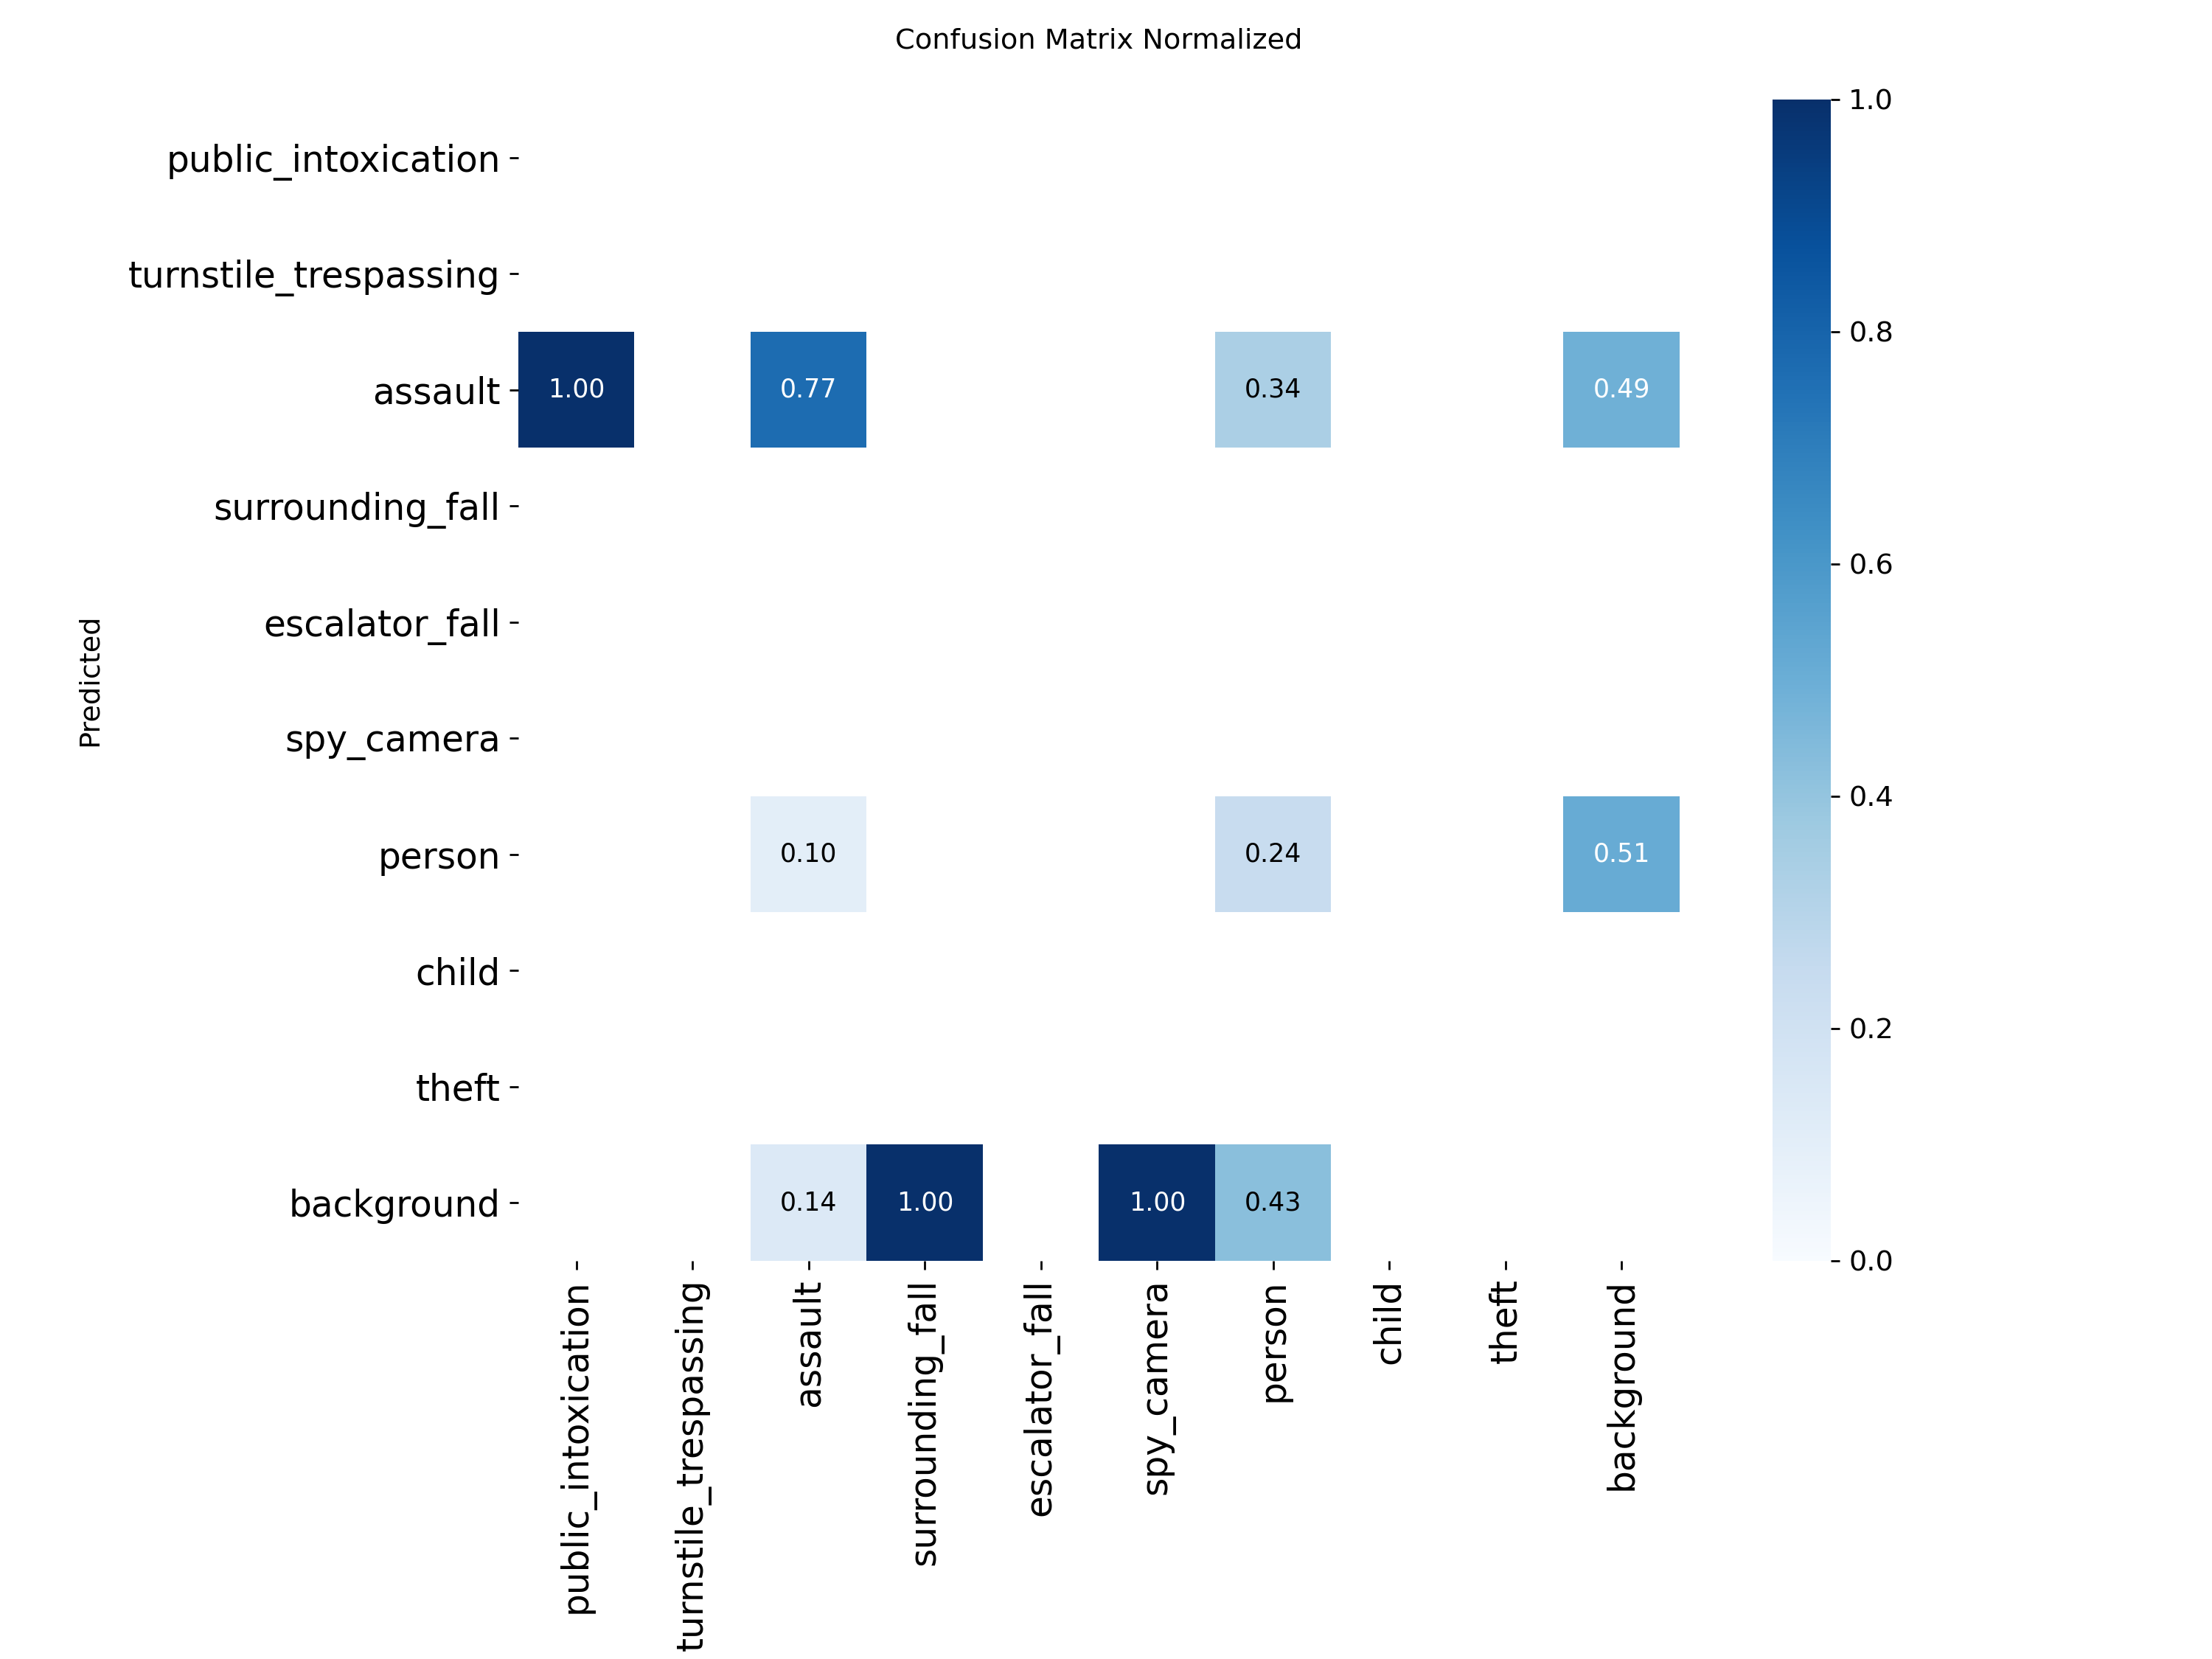 Confusion Matrix Normalized
Predicted
public_intoxication
turnstile_trespassing
assault
surrounding_fall
escalator_fall
spy_camera
person
child
theft
background
1.00 0.77 0.34 0.49
0.10 0.24 0.51
0.14 1.00 1.00 0.43
public_intoxication
turnstile_trespassing
assault
surrounding_fall
escalator_fall
spy_camera
person
child
theft
background
1.0
0.8
0.6
0.4
0.2
0.0